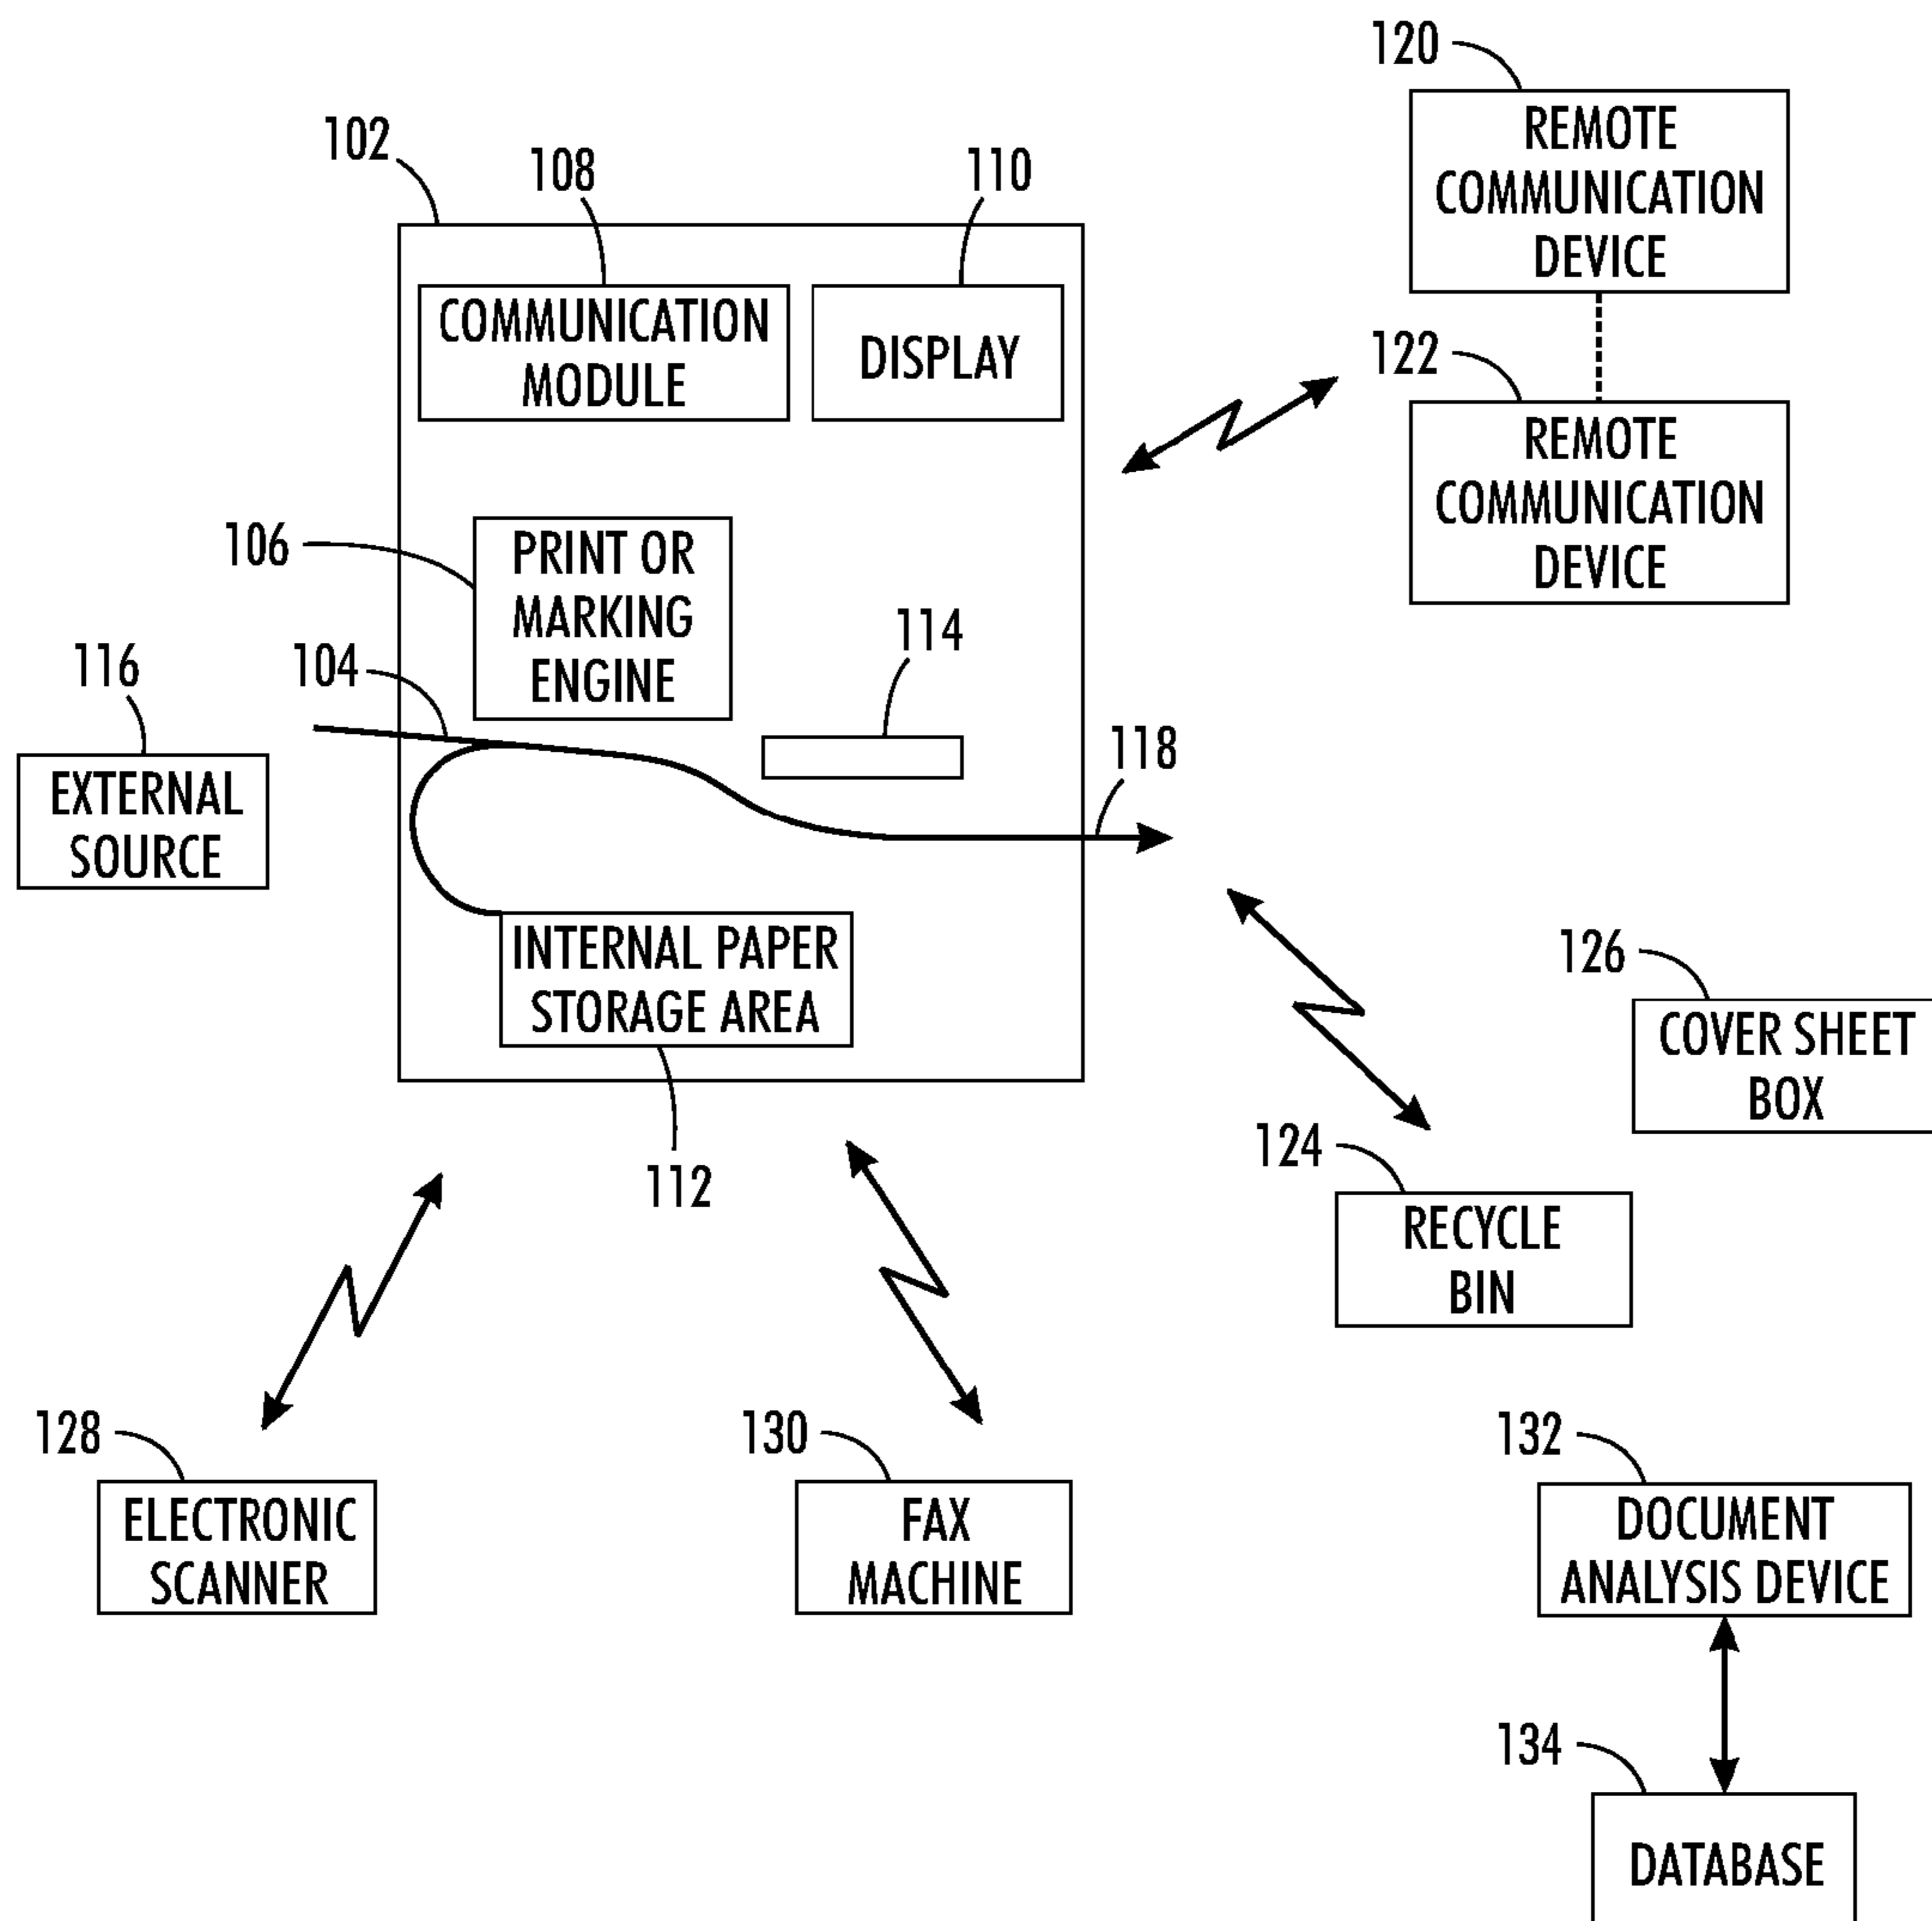 120
REMOTE
COMMUNICATION
DEVICE
102
108
110
COMMUNICATION
MODULE
DISPLAY
122
REMOTE
COMMUNICATION
DEVICE
106
PRINT OR
MARKING
ENGINE
114
116
104
118
EXTERNAL
SOURCE
INTERNAL PAPER
STORAGE AREA
112
126
COVER SHEET
BOX
124
RECYCLE
BIN
128
ELECTRONIC
SCANNER
130
FAX
MACHINE
132
DOCUMENT
ANALYSIS DEVICE
134
DATABASE